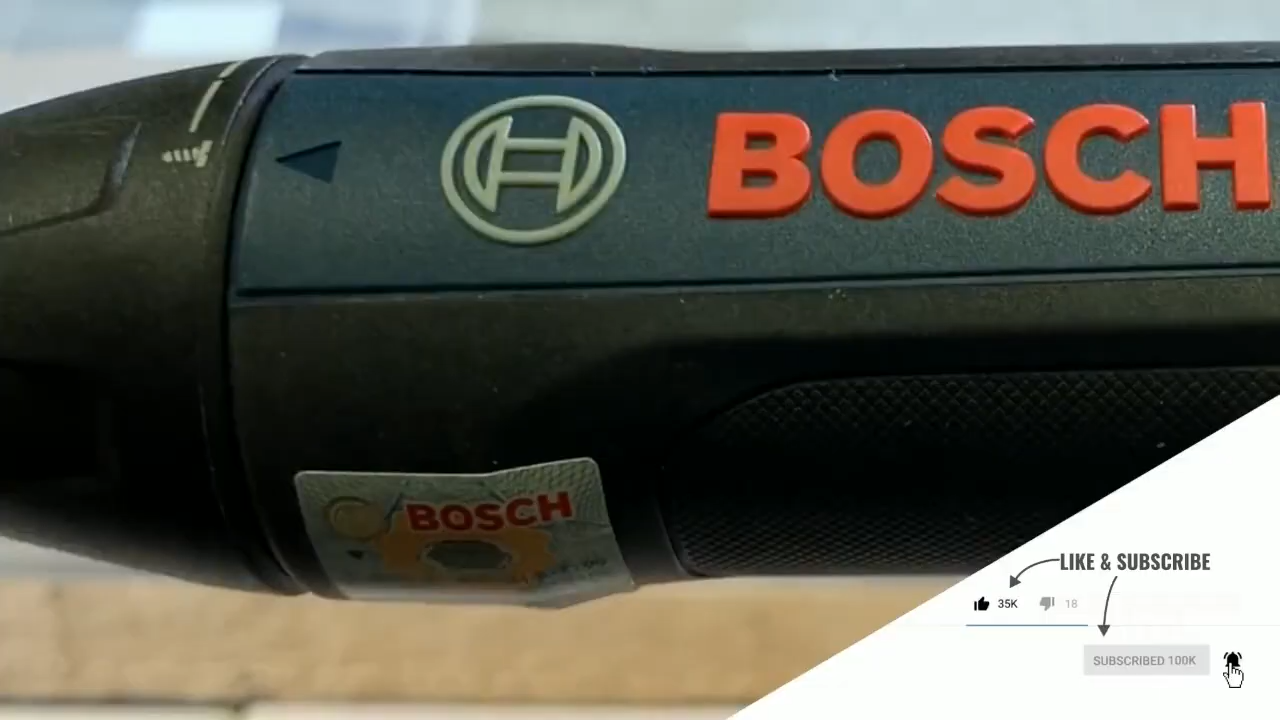 BOSCH
BOSCH
LIKE & SUBSCRIBE
35K
18
SUBSCRIBED 100K